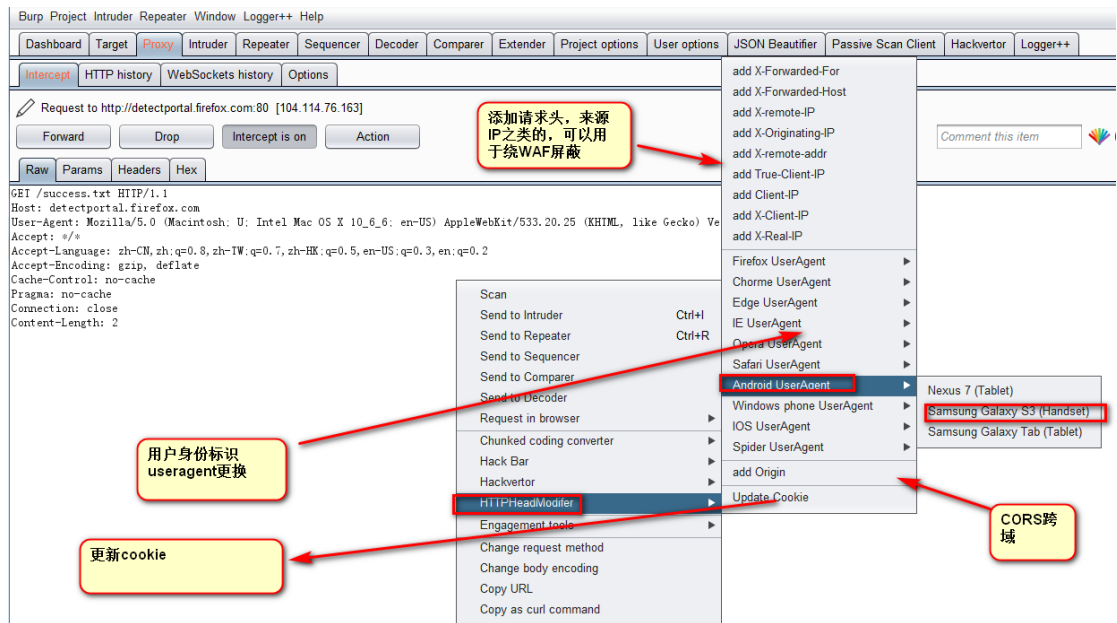 Burp Project Intruder Repeater Window Logger++ Help
Dashboard Target Proxy Intruder Repeater Sequencer Decoder Comparer Extender Project options User options JSON Beautifier Passive Scan Client Hackvertor Logger++
Intercept HTTP history WebSockets history Options
Request to http://detectportal.firefox.com:80 [104.114.76.163]
Forward Drop Intercept is on Action
Comment this item
Raw Params Headers Hex
GET /success.txt HTTP/1.1
Host: detectportal.firefox.com
User-Agent: Mozilla/5.0 (Macintosh; U; Intel Mac OS X 10_6_6; en-US) AppleWebKit/533.20.25 (KHTML, like Gecko) Ve
Accept: */*
Accept-Language: zh-CN,zh;q=0.8,zh-TW;q=0.7,zh-HK;q=0.5,en-US;q=0.3,en;q=0.2
Accept-Encoding: gzip, deflate
Cache-Control: no-cache
Pragma: no-cache
Connection: close
Content-Length: 2
添加请求头，来源
IP之类的，可以用
于绕WAF屏蔽
add X-Forwarded-For
add X-Forwarded-Host
add X-remote-IP
add X-Originating-IP
add X-remote-addr
add True-Client-IP
add Client-IP
add X-Client-IP
add X-Real-IP
Firefox UserAgent
Chorme UserAgent
Edge UserAgent
IE UserAgent
Opera UserAgent
Safari UserAgent
Android UserAgent
Windows phone UserAgent
IOS UserAgent
Spider UserAgent
add Origin
Update Cookie
Nexus 7 (Tablet)
Samsung Galaxy S3 (Handset)
Samsung Galaxy Tab (Tablet)
Scan
Send to Intruder Ctrl+I
Send to Repeater Ctrl+R
Send to Sequencer
Send to Comparer
Send to Decoder
Request in browser
Chunked coding converter
Hack Bar
Hackvertor
HTTPHeadModifer
Engagement tools
Change request method
Change body encoding
Copy URL
Copy as curl command
用户身份标识
useragent更换
更新cookie
CORS跨
域